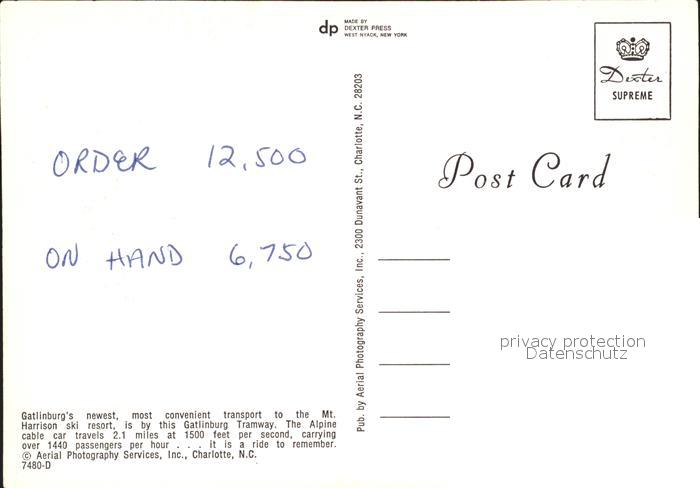 dp MADE BY
DEXTER PRESS
WEST NYACK, NEW YORK
Dexter
SUPREME
ORDER 12,500
ON HAND 6,750
Post Card
Pub. by Aerial Photography Services, Inc., 2300 Dunavant St., Charlotte, N.C. 28203
privacy protection
Datenschutz
Gatlinburg's newest, most convenient transport to the Mt.
Harrison ski resort, is by this Gatlinburg Tramway. The Alpine
cable car travels 2.1 miles at 1500 feet per second, carrying
over 1440 passengers per hour . . . it is a ride to remember.
© Aerial Photography Services, Inc., Charlotte, N.C.
7480-D